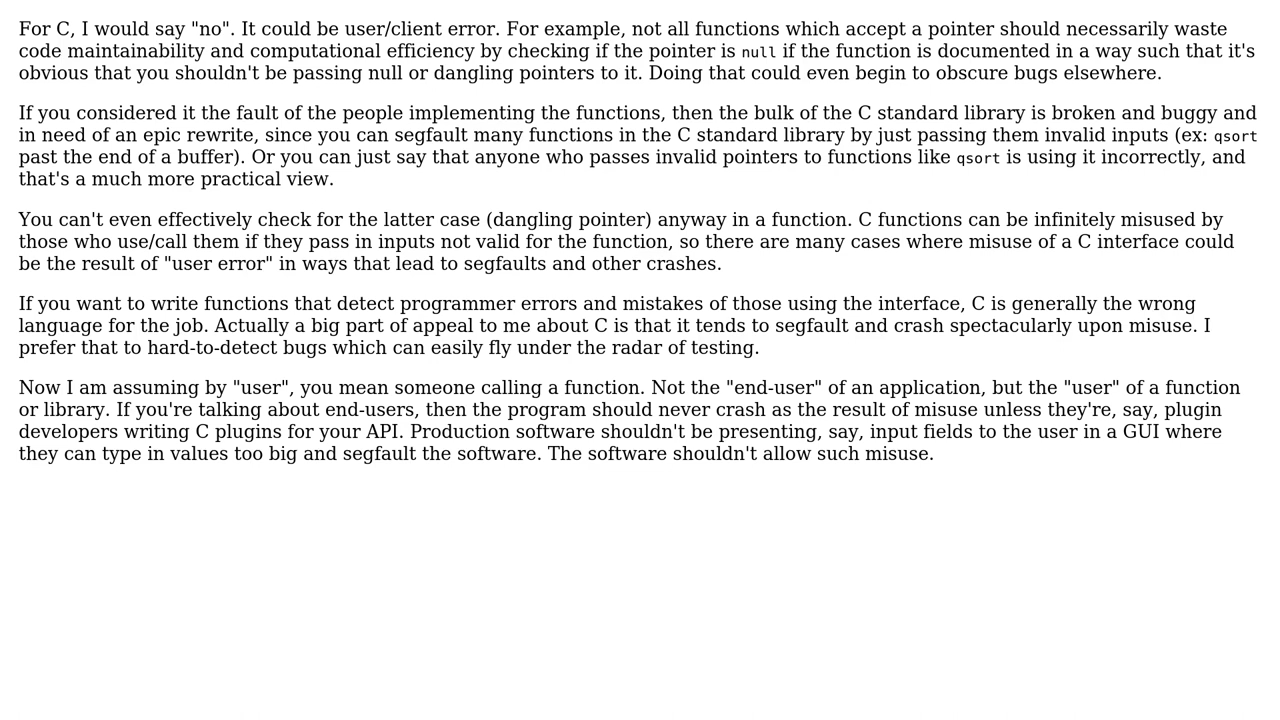 For C, I would say "no". It could be user/client error. For example, not all functions which accept a pointer should necessarily waste
code maintainability and computational efficiency by checking if the pointer is null if the function is documented in a way such that it's
obvious that you shouldn't be passing null or dangling pointers to it. Doing that could even begin to obscure bugs elsewhere.
If you considered it the fault of the people implementing the functions, then the bulk of the C standard library is broken and buggy and
in need of an epic rewrite, since you can segfault many functions in the C standard library by just passing them invalid inputs (ex: qsort
past the end of a buffer). Or you can just say that anyone who passes invalid pointers to functions like qsort is using it incorrectly, and
that's a much more practical view.
You can't even effectively check for the latter case (dangling pointer) anyway in a function. C functions can be infinitely misused by
those who use/call them if they pass in inputs not valid for the function, so there are many cases where misuse of a C interface could
be the result of "user error" in ways that lead to segfaults and other crashes.
If you want to write functions that detect programmer errors and mistakes of those using the interface, C is generally the wrong
language for the job. Actually a big part of appeal to me about C is that it tends to segfault and crash spectacularly upon misuse. I
prefer that to hard-to-detect bugs which can easily fly under the radar of testing.
Now I am assuming by "user", you mean someone calling a function. Not the "end-user" of an application, but the "user" of a function
or library. If you're talking about end-users, then the program should never crash as the result of misuse unless they're, say, plugin
developers writing C plugins for your API. Production software shouldn't be presenting, say, input fields to the user in a GUI where
they can type in values too big and segfault the software. The software shouldn't allow such misuse.